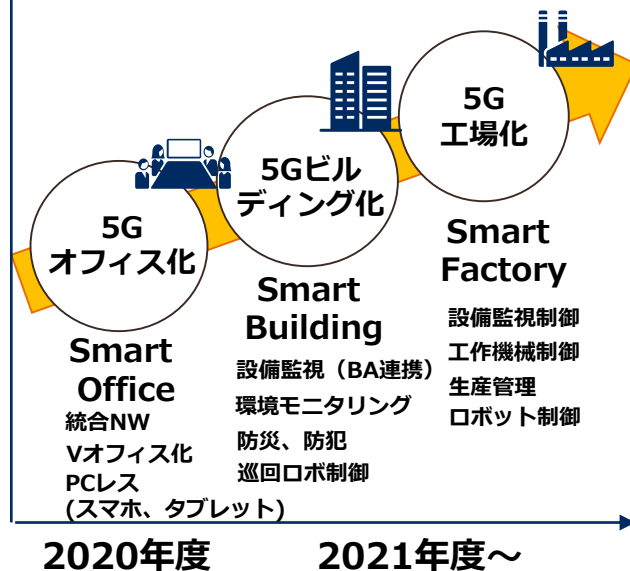 5G
オフィス化
Smart
Office
統合NW
Vオフィス化
PCレス
(スマホ、タブレット)
5Gビル
ディング化
Smart
Building
設備監視（BA連携）
環境モニタリング
防災、防犯
巡回ロボ制御
5G
工場化
Smart
Factory
設備監視制御
工作機械制御
生産管理
ロボット制御
2020年度
2021年度～